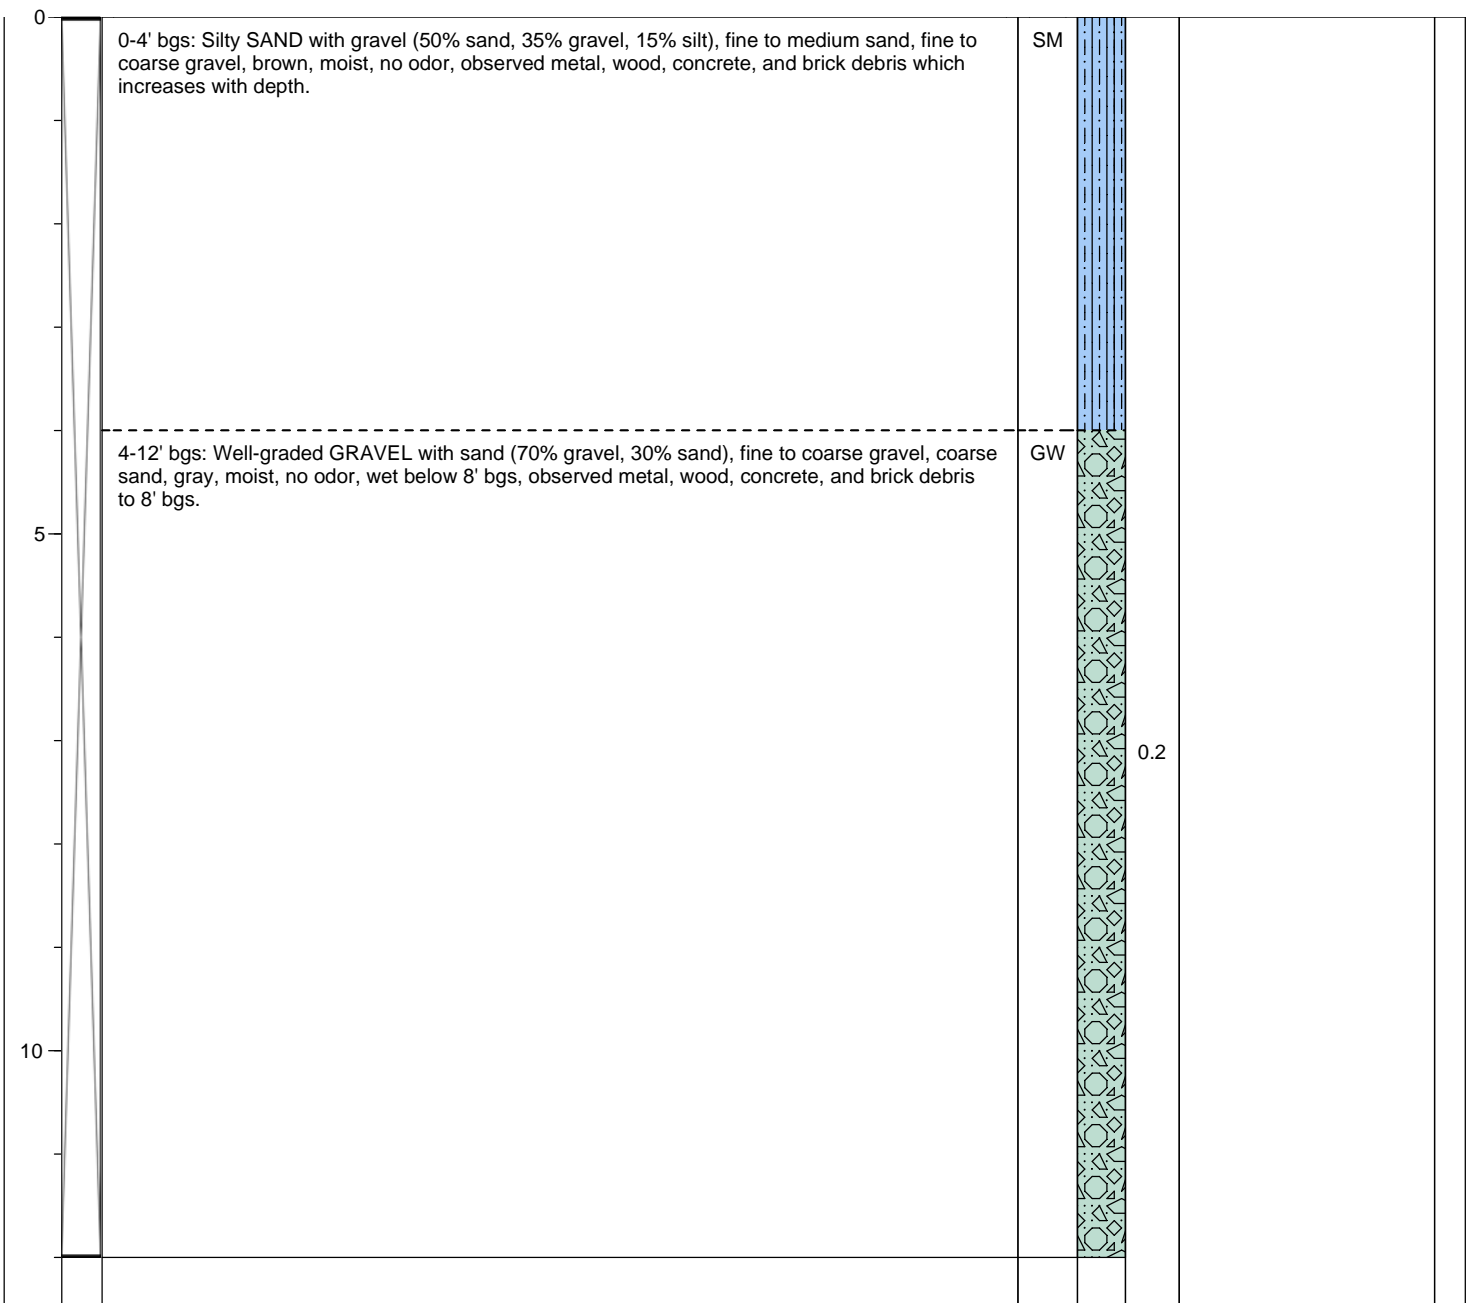 0
0-4' bgs: Silty SAND with gravel (50% sand, 35% gravel, 15% silt), fine to medium sand, fine to
coarse gravel, brown, moist, no odor, observed metal, wood, concrete, and brick debris which
increases with depth.
SM
4-12' bgs: Well-graded GRAVEL with sand (70% gravel, 30% sand), fine to coarse gravel, coarse
sand, gray, moist, no odor, wet below 8' bgs, observed metal, wood, concrete, and brick debris
to 8' bgs.
GW
5
0.2
10